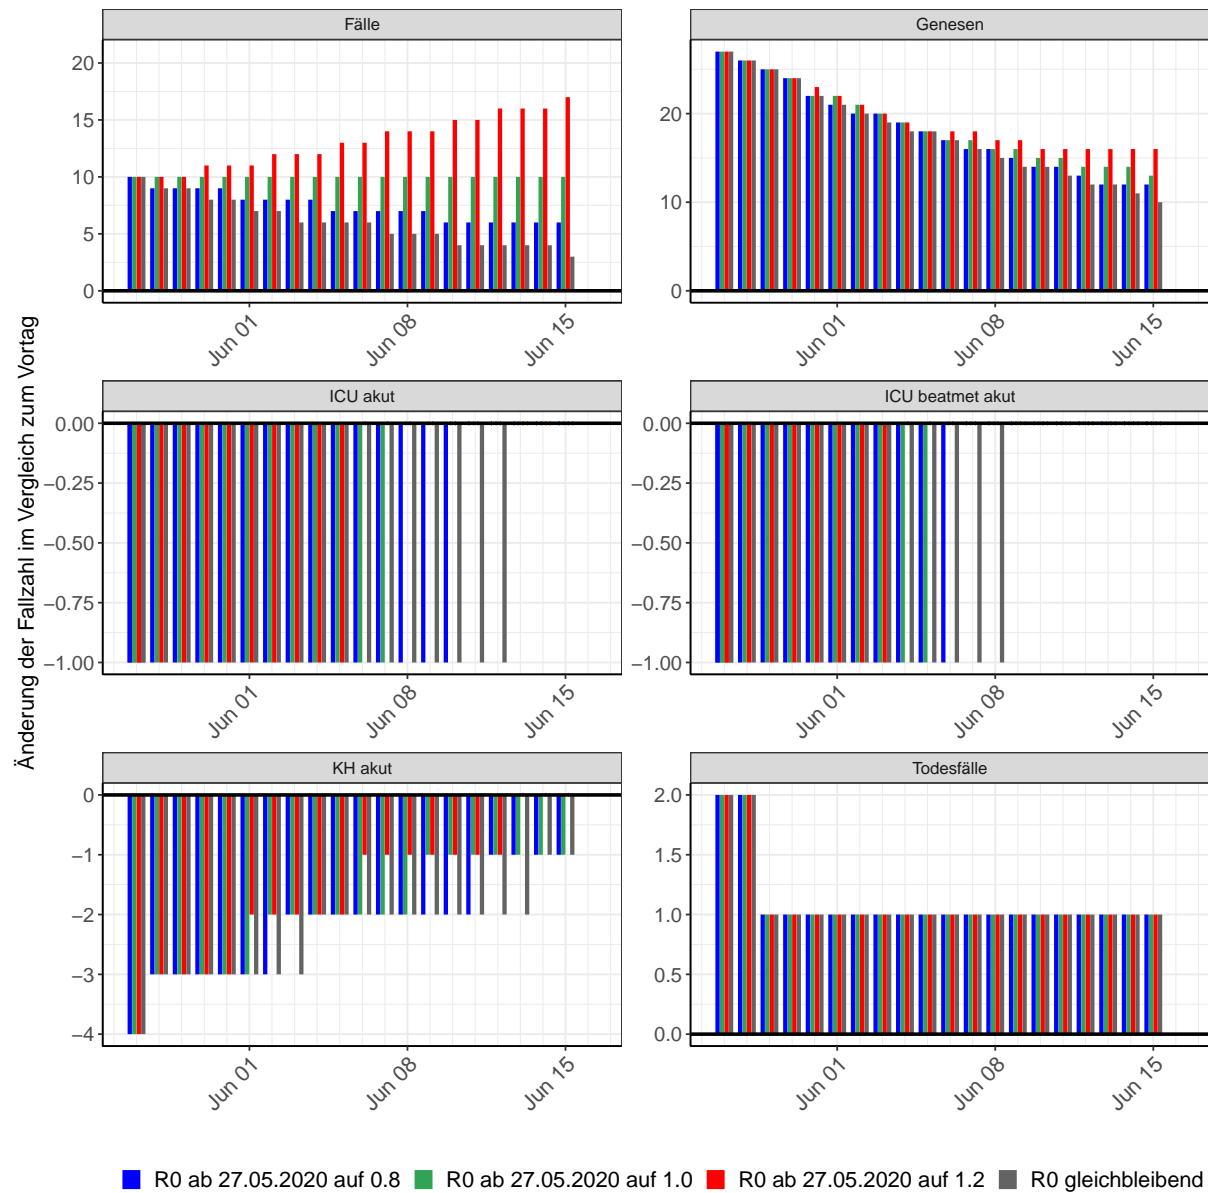 Fälle
Genesen
20
15
10
5
0
Jun 01
Jun 08
Jun 15
20
10
0
Jun 01
Jun 08
Jun 15
Änderung der Fallzahl im Vergleich zum Vortag
ICU akut
ICU beatmet akut
0.00
−0.25
−0.50
−0.75
−1.00
Jun 01
Jun 08
Jun 15
0.00
−0.25
−0.50
−0.75
−1.00
Jun 01
Jun 08
Jun 15
KH akut
Todesfälle
0
−1
−2
−3
−4
Jun 01
Jun 08
Jun 15
2.0
1.5
1.0
0.5
0.0
Jun 01
Jun 08
Jun 15
R0 ab 27.05.2020 auf 0.8
R0 ab 27.05.2020 auf 1.0
R0 ab 27.05.2020 auf 1.2
R0 gleichbleibend